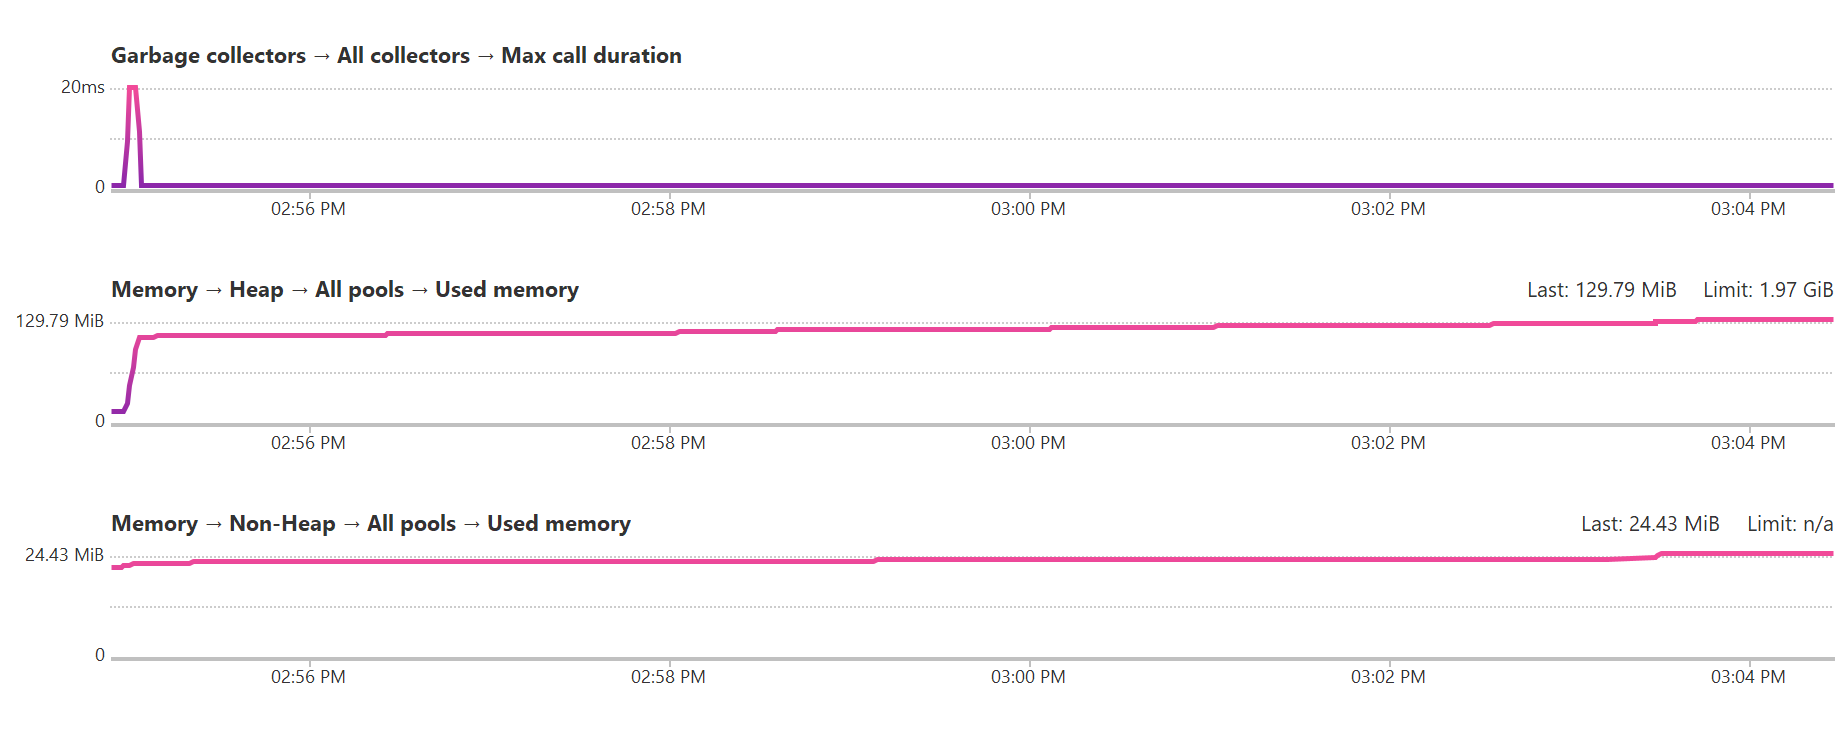 Garbage collectors → All collectors → Max call duration
20ms
0
02:56 PM 02:58 PM 03:00 PM 03:02 PM 03:04 PM
Memory → Heap → All pools → Used memory Last: 129.79 MiB Limit: 1.97 GiB
129.79 MiB
0
02:56 PM 02:58 PM 03:00 PM 03:02 PM 03:04 PM
Memory → Non-Heap → All pools → Used memory Last: 24.43 MiB Limit: n/a
24.43 MiB
0
02:56 PM 02:58 PM 03:00 PM 03:02 PM 03:04 PM